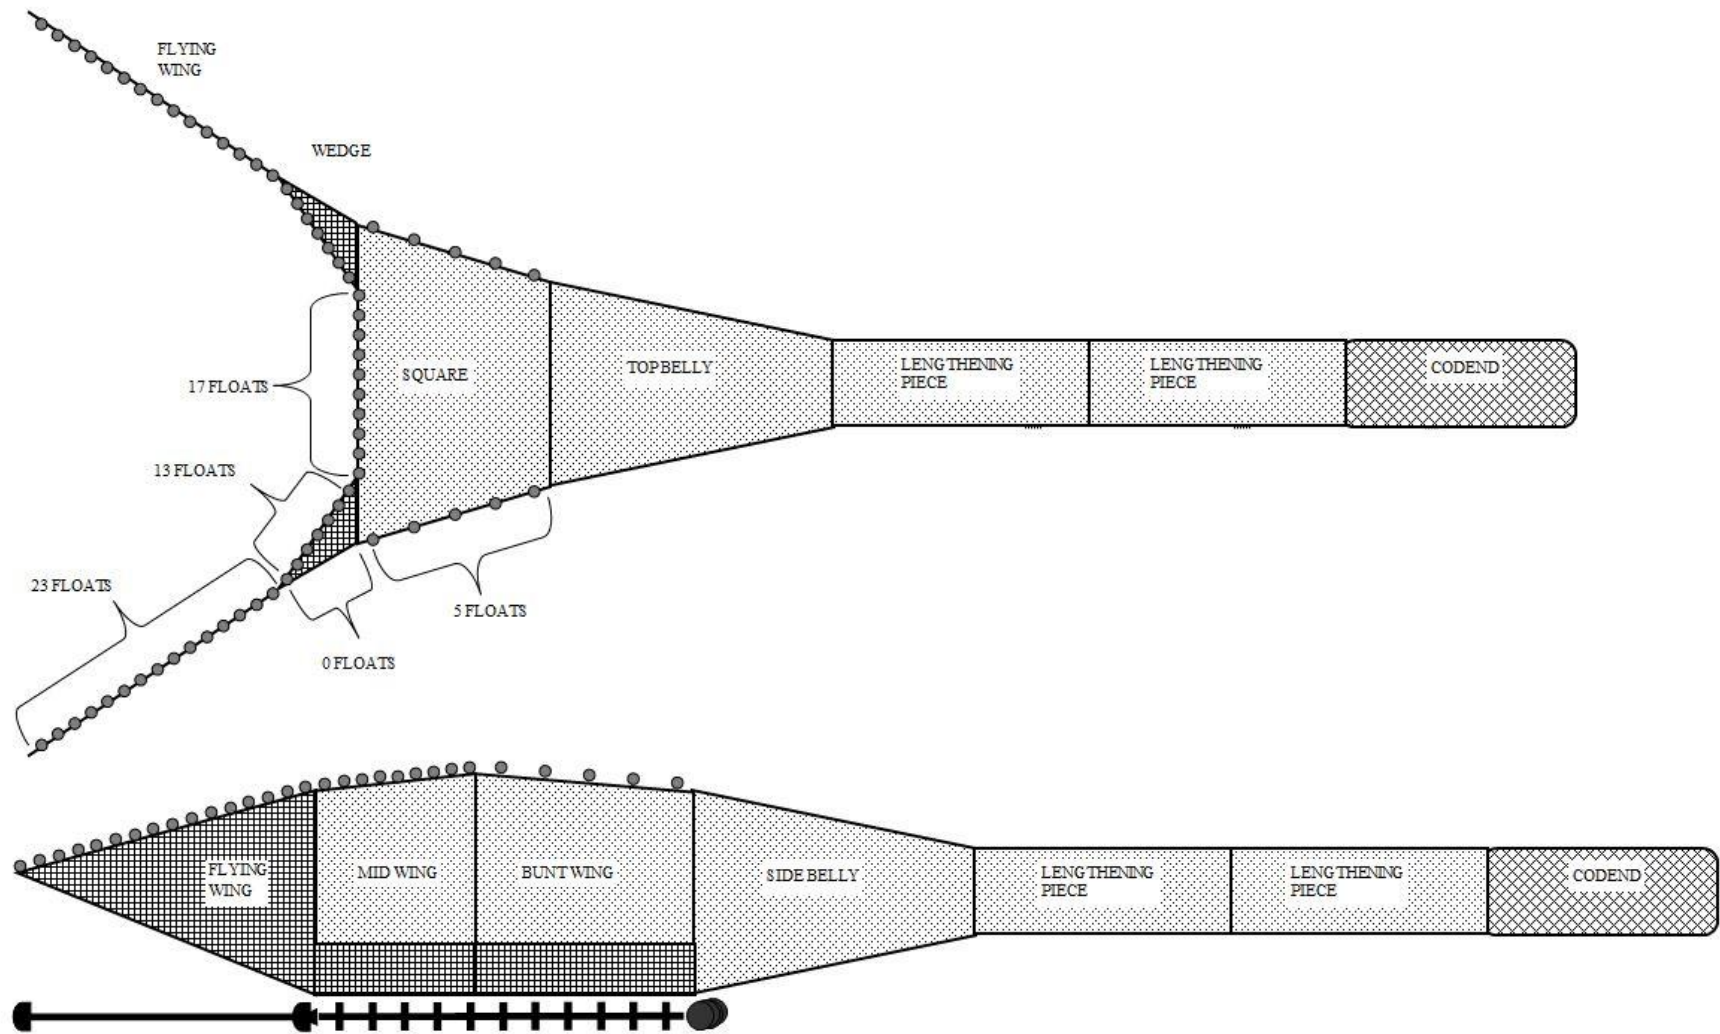 FLYING
WING
WEDGE
17 FLOATS
SQUARE
TOP BELLY
LENGTHENING
PIECE
LENGTHENING
PIECE
CODEND
13 FLOATS
23 FLOATS
5 FLOATS
0 FLOATS
FLYING
WING
MID WING
BUNT WING
SIDE BELLY
LENGTHENING
PIECE
LENGTHENING
PIECE
CODEND